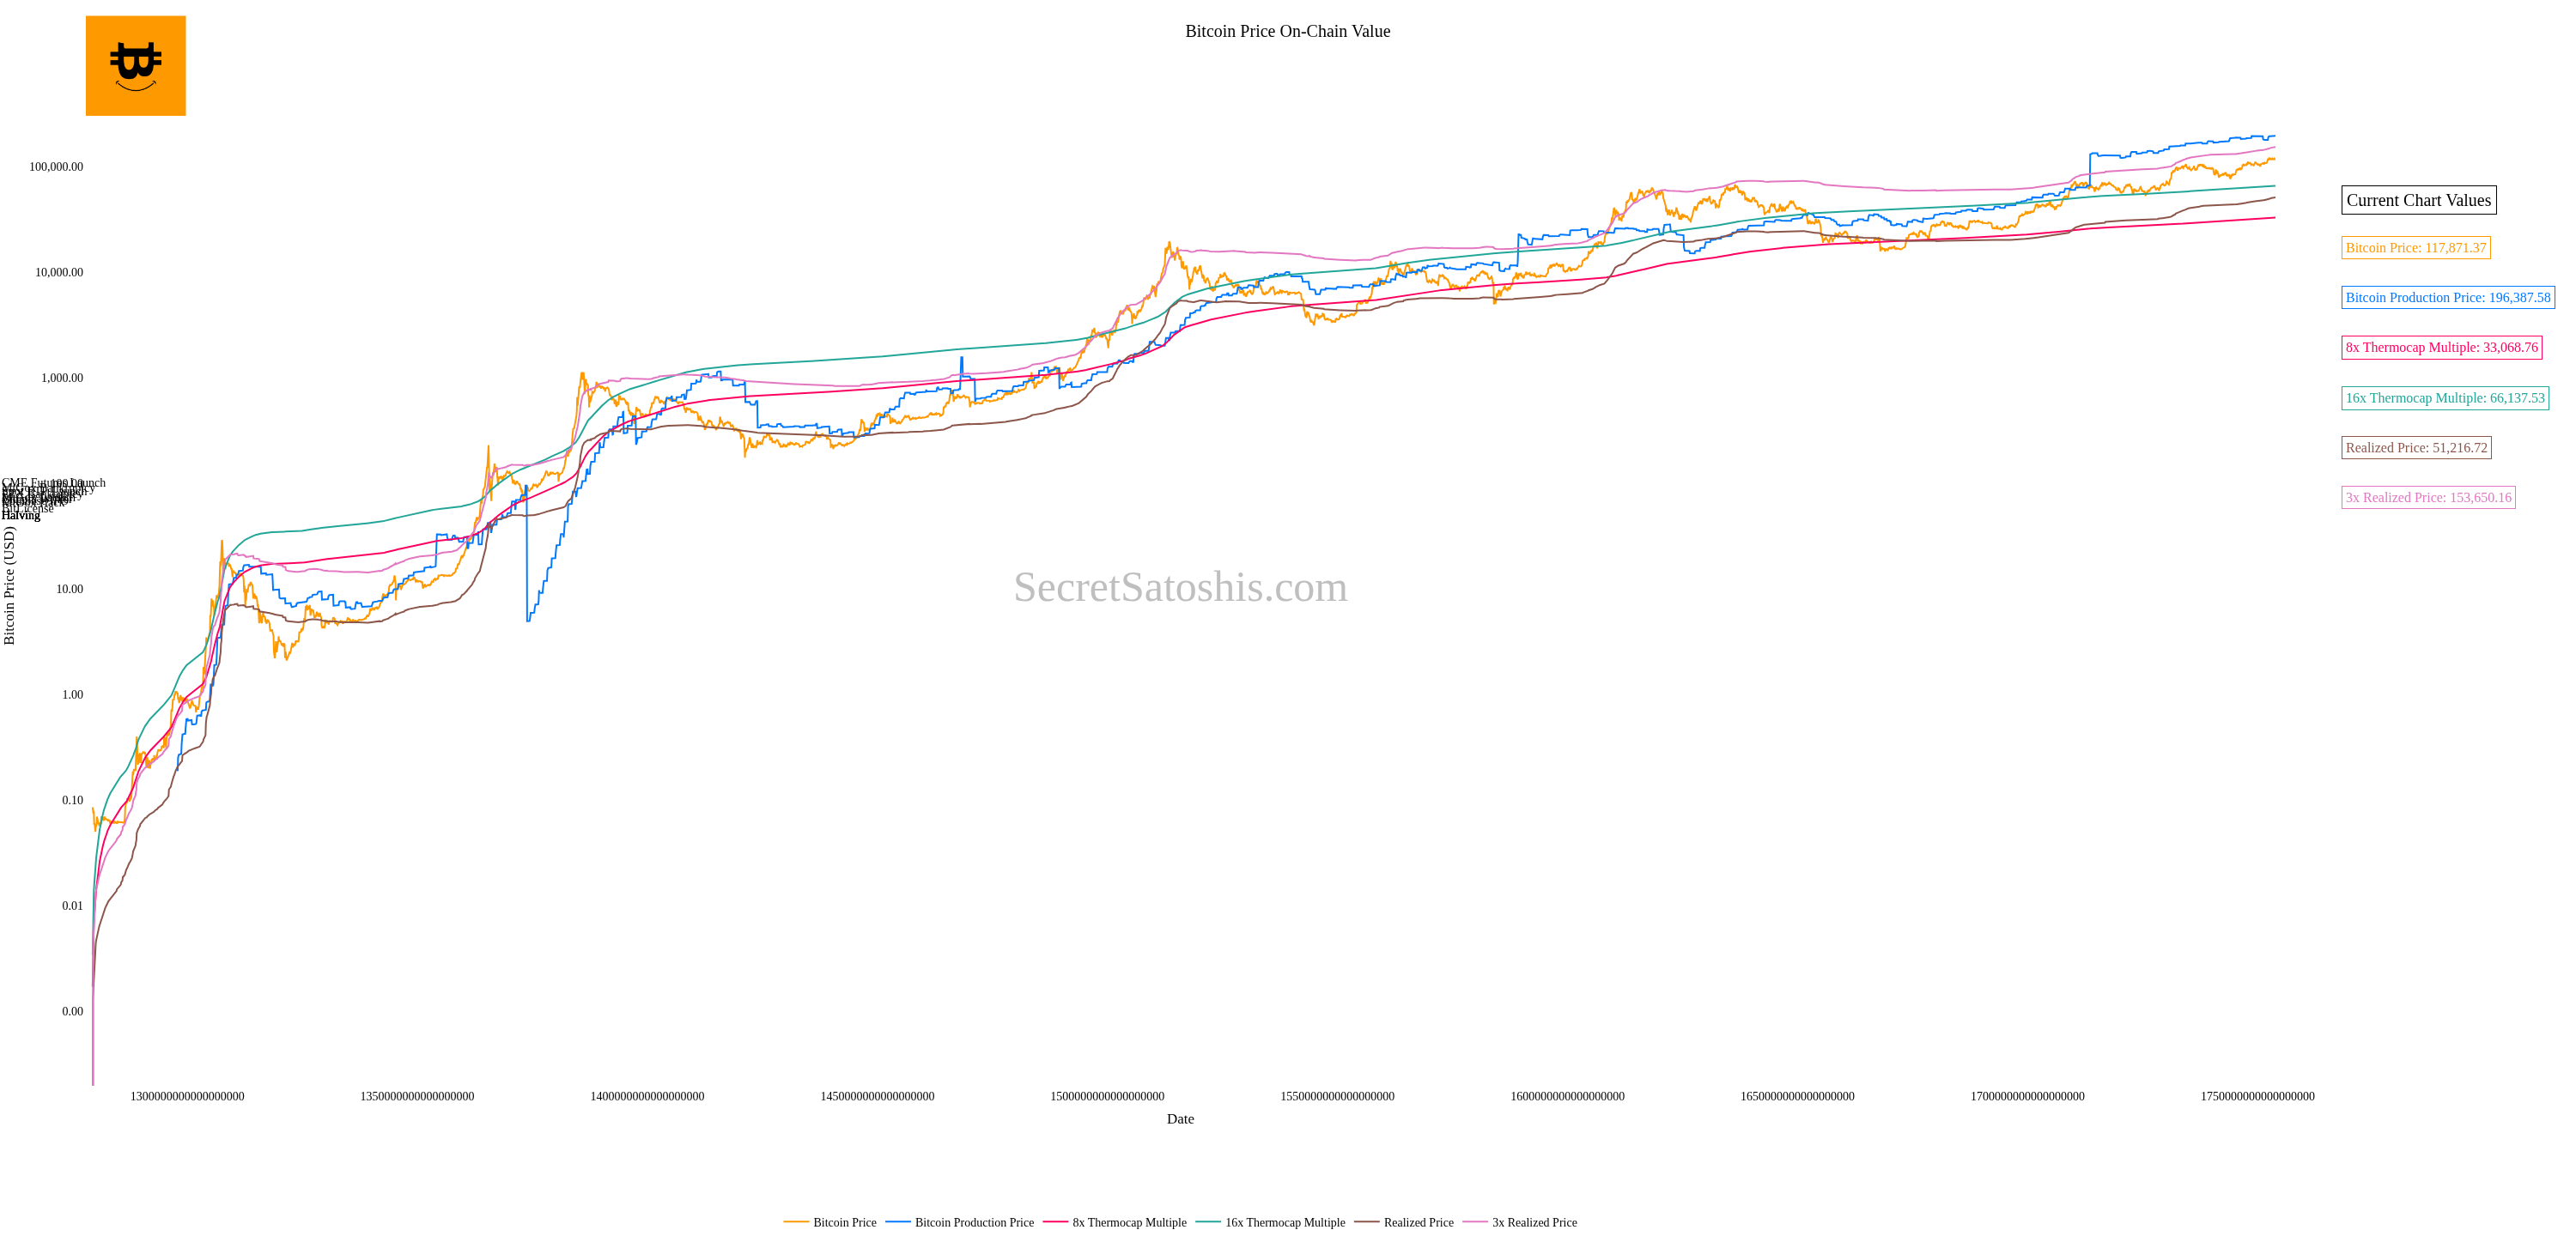 Bitcoin Price On-Chain Value
100,000.00
10,000.00
1,000.00
10.00
1.00
0.10
0.01
0.00
CME Futures Launch
BitLicense
Halving
Bitcoin Price (USD)
SecretSatoshis.com
1300000000000000000
1350000000000000000
1400000000000000000
1450000000000000000
1500000000000000000
1550000000000000000
1600000000000000000
1650000000000000000
1700000000000000000
1750000000000000000
Date
Current Chart Values
Bitcoin Price: 117,871.37
Bitcoin Production Price: 196,387.58
8x Thermocap Multiple: 33,068.76
16x Thermocap Multiple: 66,137.53
Realized Price: 51,216.72
3x Realized Price: 153,650.16
Bitcoin Price
Bitcoin Production Price
8x Thermocap Multiple
16x Thermocap Multiple
Realized Price
3x Realized Price